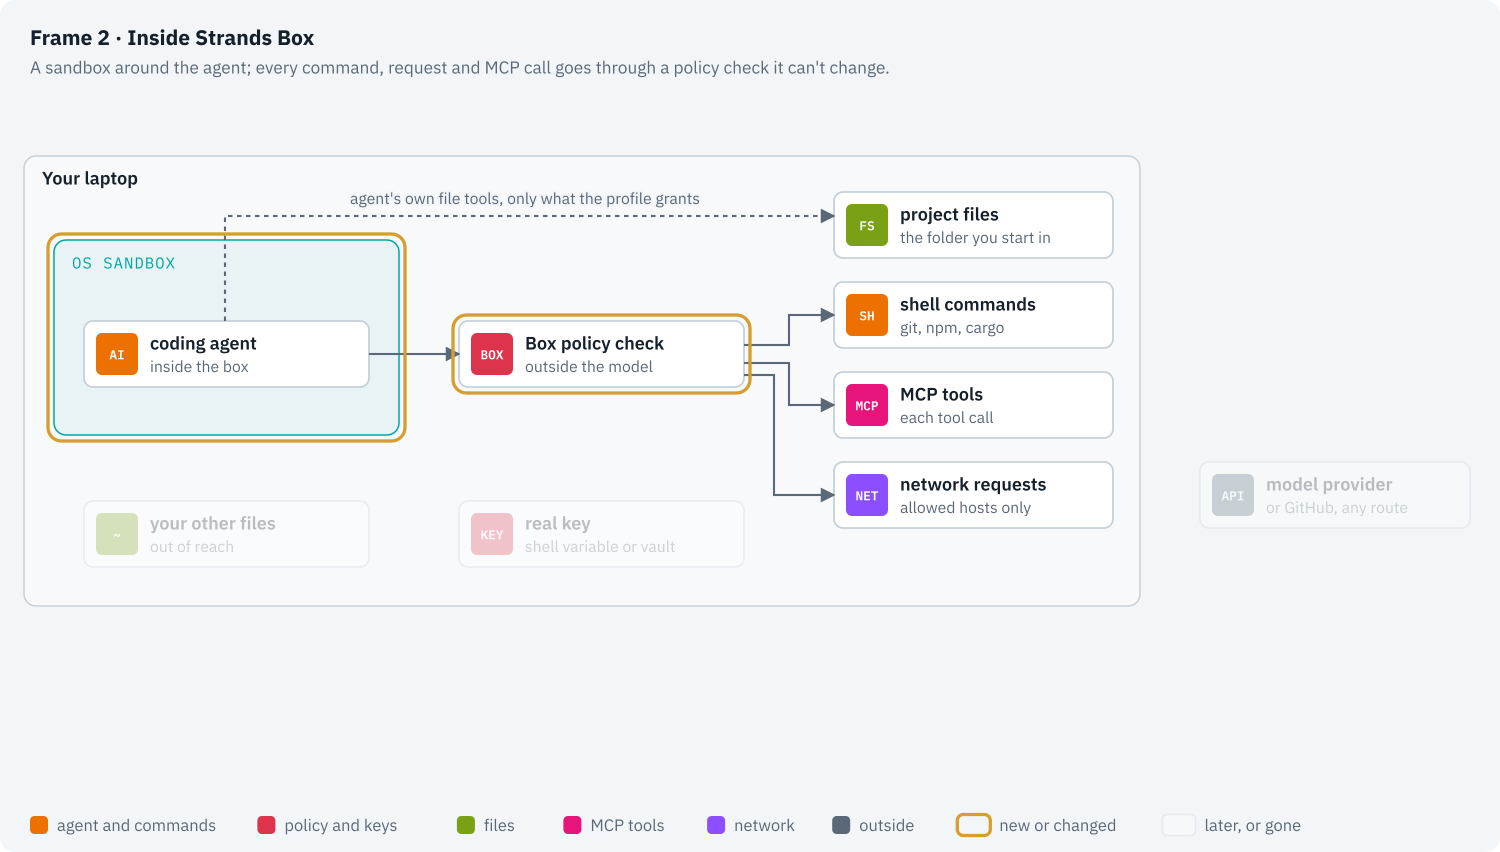 Frame 2 · Inside Strands Box
A sandbox around the agent; every command, request and MCP call goes through a policy check it can't change.
Your laptop
agent's own file tools, only what the profile grants
FS
project files
the folder you start in
OS SANDBOX
SH
shell commands
git, npm, cargo
AI
coding agent
inside the box
BOX
Box policy check
outside the model
MCP
MCP tools
each tool call
NET
network requests
allowed hosts only
API
model provider
or GitHub, any route
~
your other files
out of reach
KEY
real key
shell variable or vault
agent and commands
policy and keys
files
MCP tools
network
outside
new or changed
later, or gone